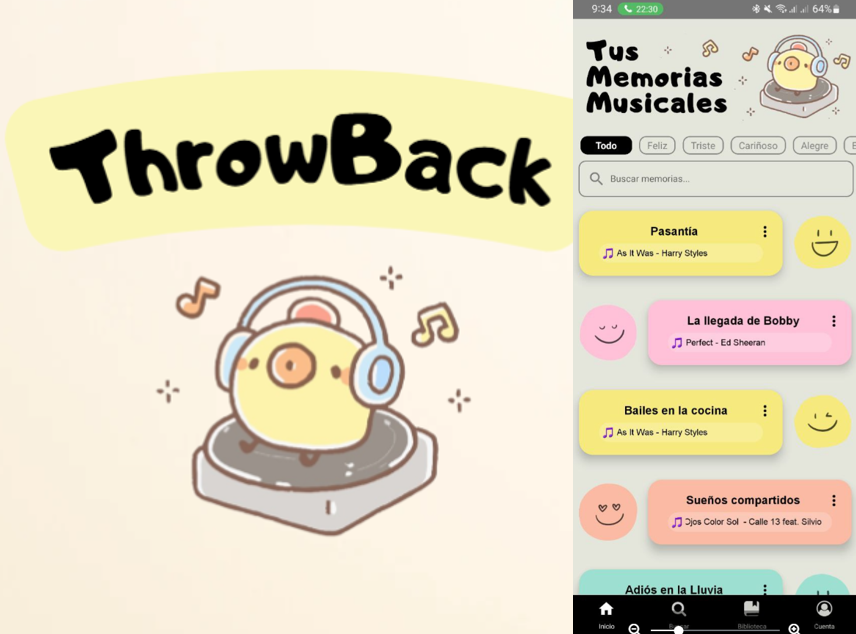 ThrowBack
9:34
22:30
64%
Tus
Memorias
Musicales
Todo
Feliz
Triste
Cariñoso
Alegre
E
Buscar memorias...
Pasantía
As It Was - Harry Styles
La llegada de Bobby
Perfect - Ed Sheeran
Bailes en la cocina
As It Was - Harry Styles
Sueños compartidos
Ojos Color Sol - Calle 13 feat. Silvio
Adiós en la Lluvia
Inicio
Buscar
Biblioteca
Cuenta